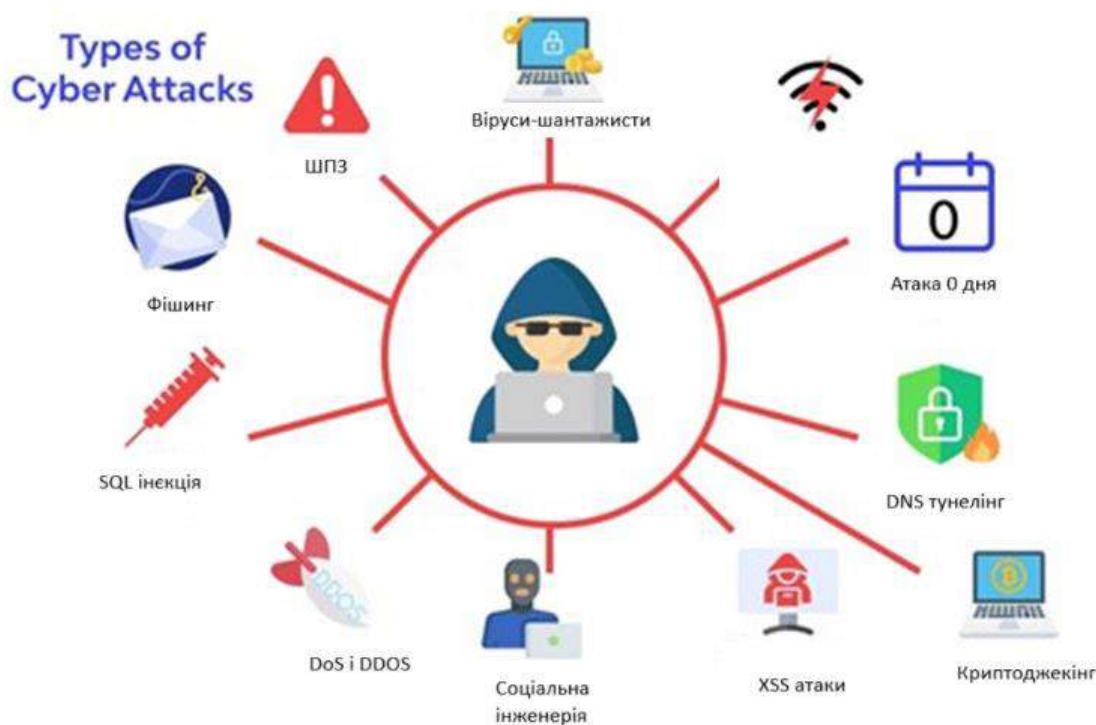 Types of
Cyber Attacks
Віруси-шантажисти
ШПЗ
0
Фішинг
Атака 0 дня
SQL інєкція
DNS тунелінг
DDOS
DoS і DDOS
Соціальна
інженерія
XSS атаки
Криптоджекінг